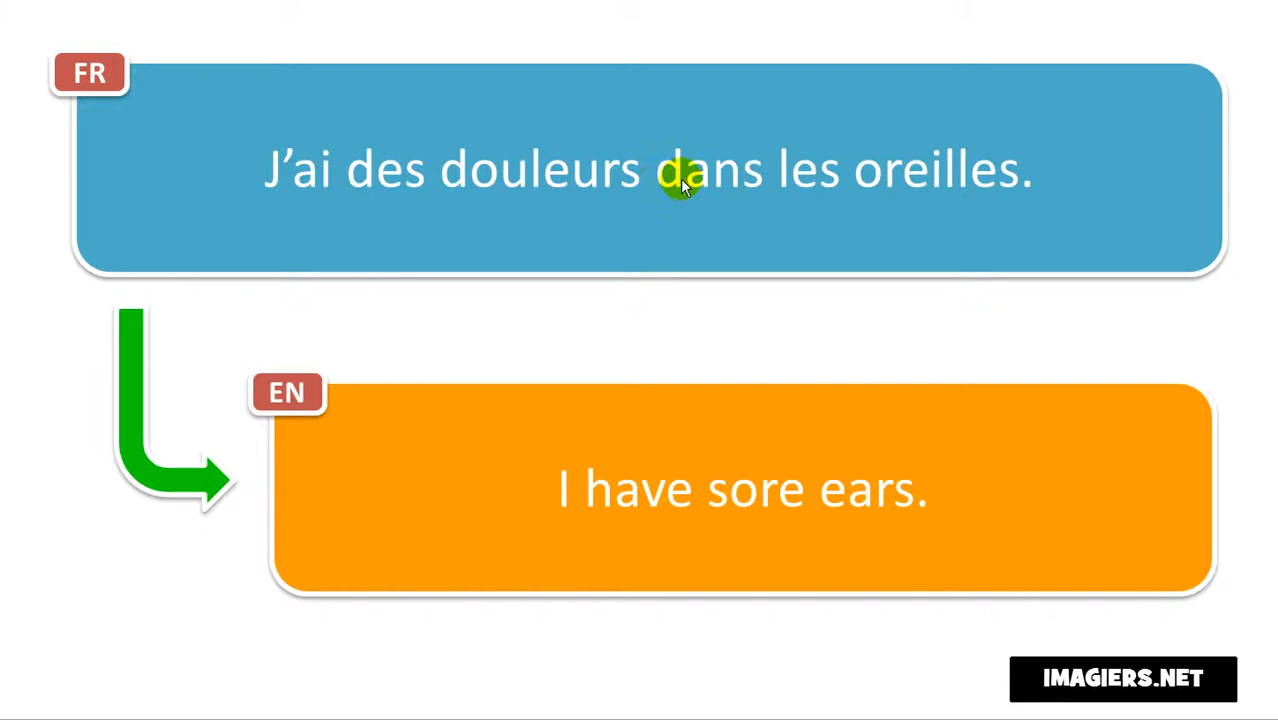 FR
J’ai des douleurs dans les oreilles.
EN
I have sore ears.
IMAGIERS.NET